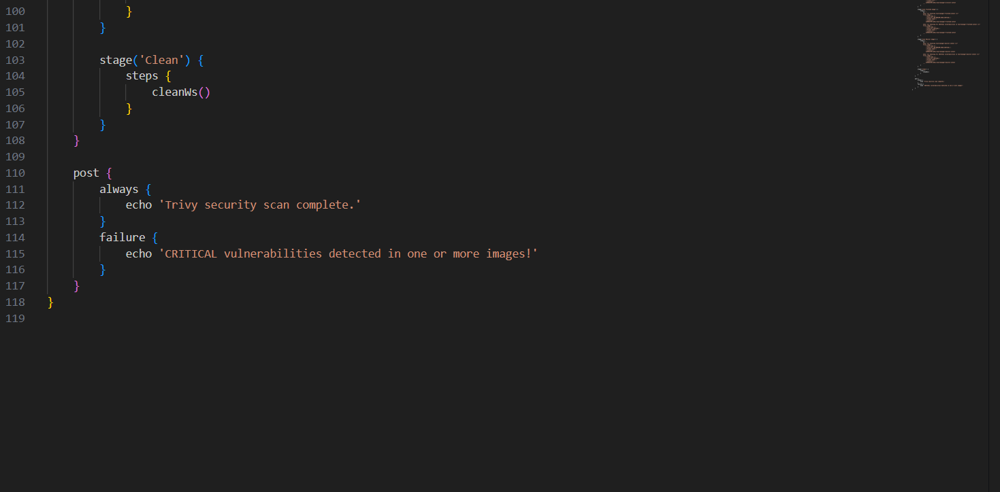 100            }
101        }
102
103        stage('Clean') {
104            steps {
105                cleanWs()
106            }
107        }
108    }
109
110    post {
111        always {
112            echo 'Trivy security scan complete.'
113        }
114        failure {
115            echo 'CRITICAL vulnerabilities detected in one or more images!'
116        }
117    }
118 }
119